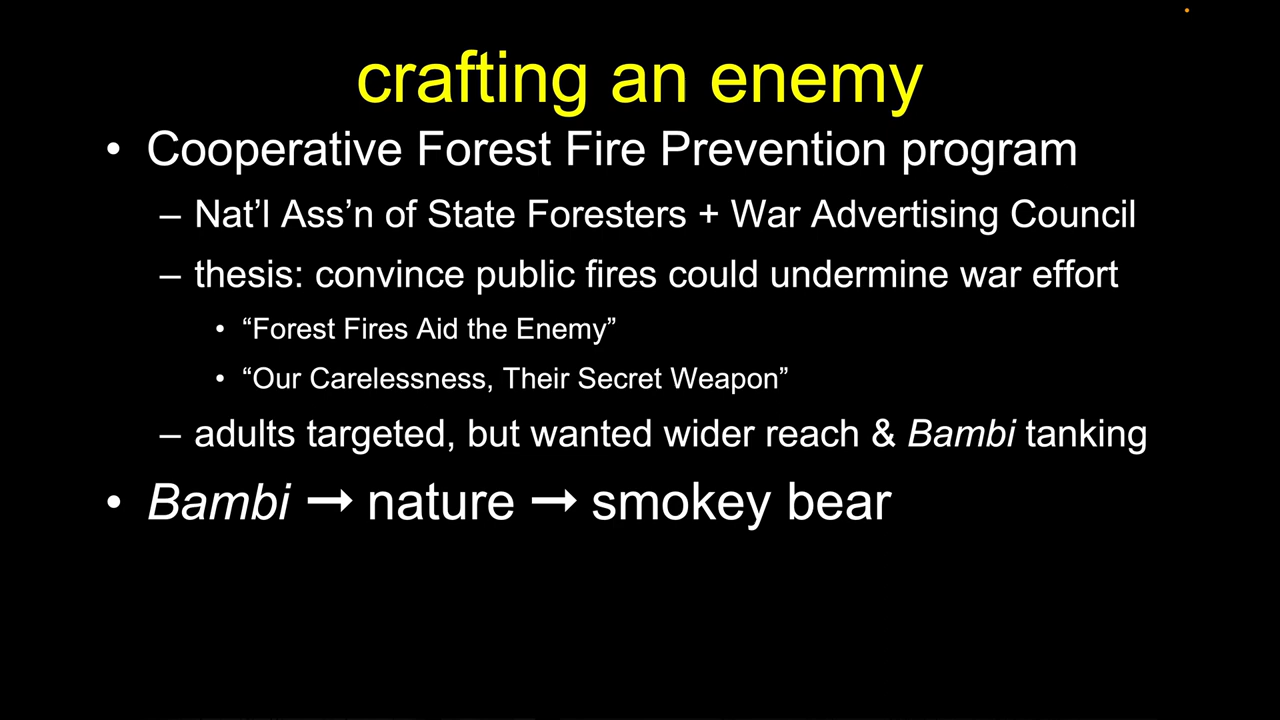 crafting an enemy
• Cooperative Forest Fire Prevention program
– Nat’l Ass’n of State Foresters + War Advertising Council
– thesis: convince public fires could undermine war effort
• “Forest Fires Aid the Enemy”
• “Our Carelessness, Their Secret Weapon”
– adults targeted, but wanted wider reach & Bambi tanking
• Bambi ➞ nature ➞ smokey bear